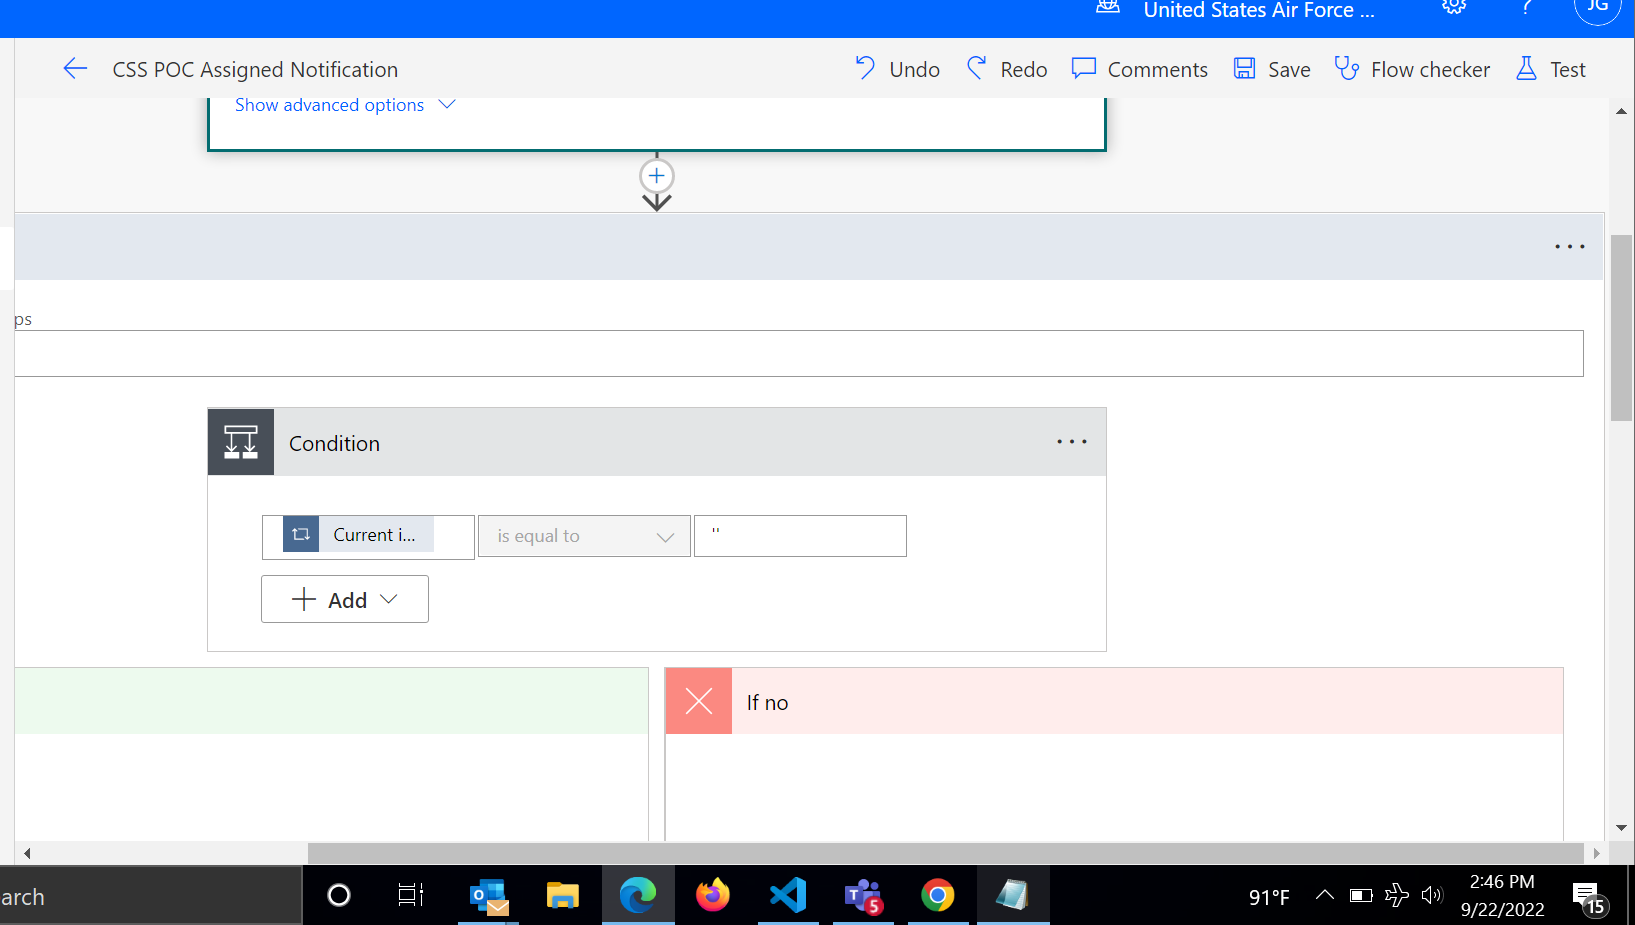 United States Air Force ...
?
JG
CSS POC Assigned Notification
Undo
Redo
Comments
Save
Flow checker
Test
Show advanced options
ps
Condition
Current i...
is equal to
''
Add
If no
arch
5
91°F
2:46 PM
9/22/2022
15